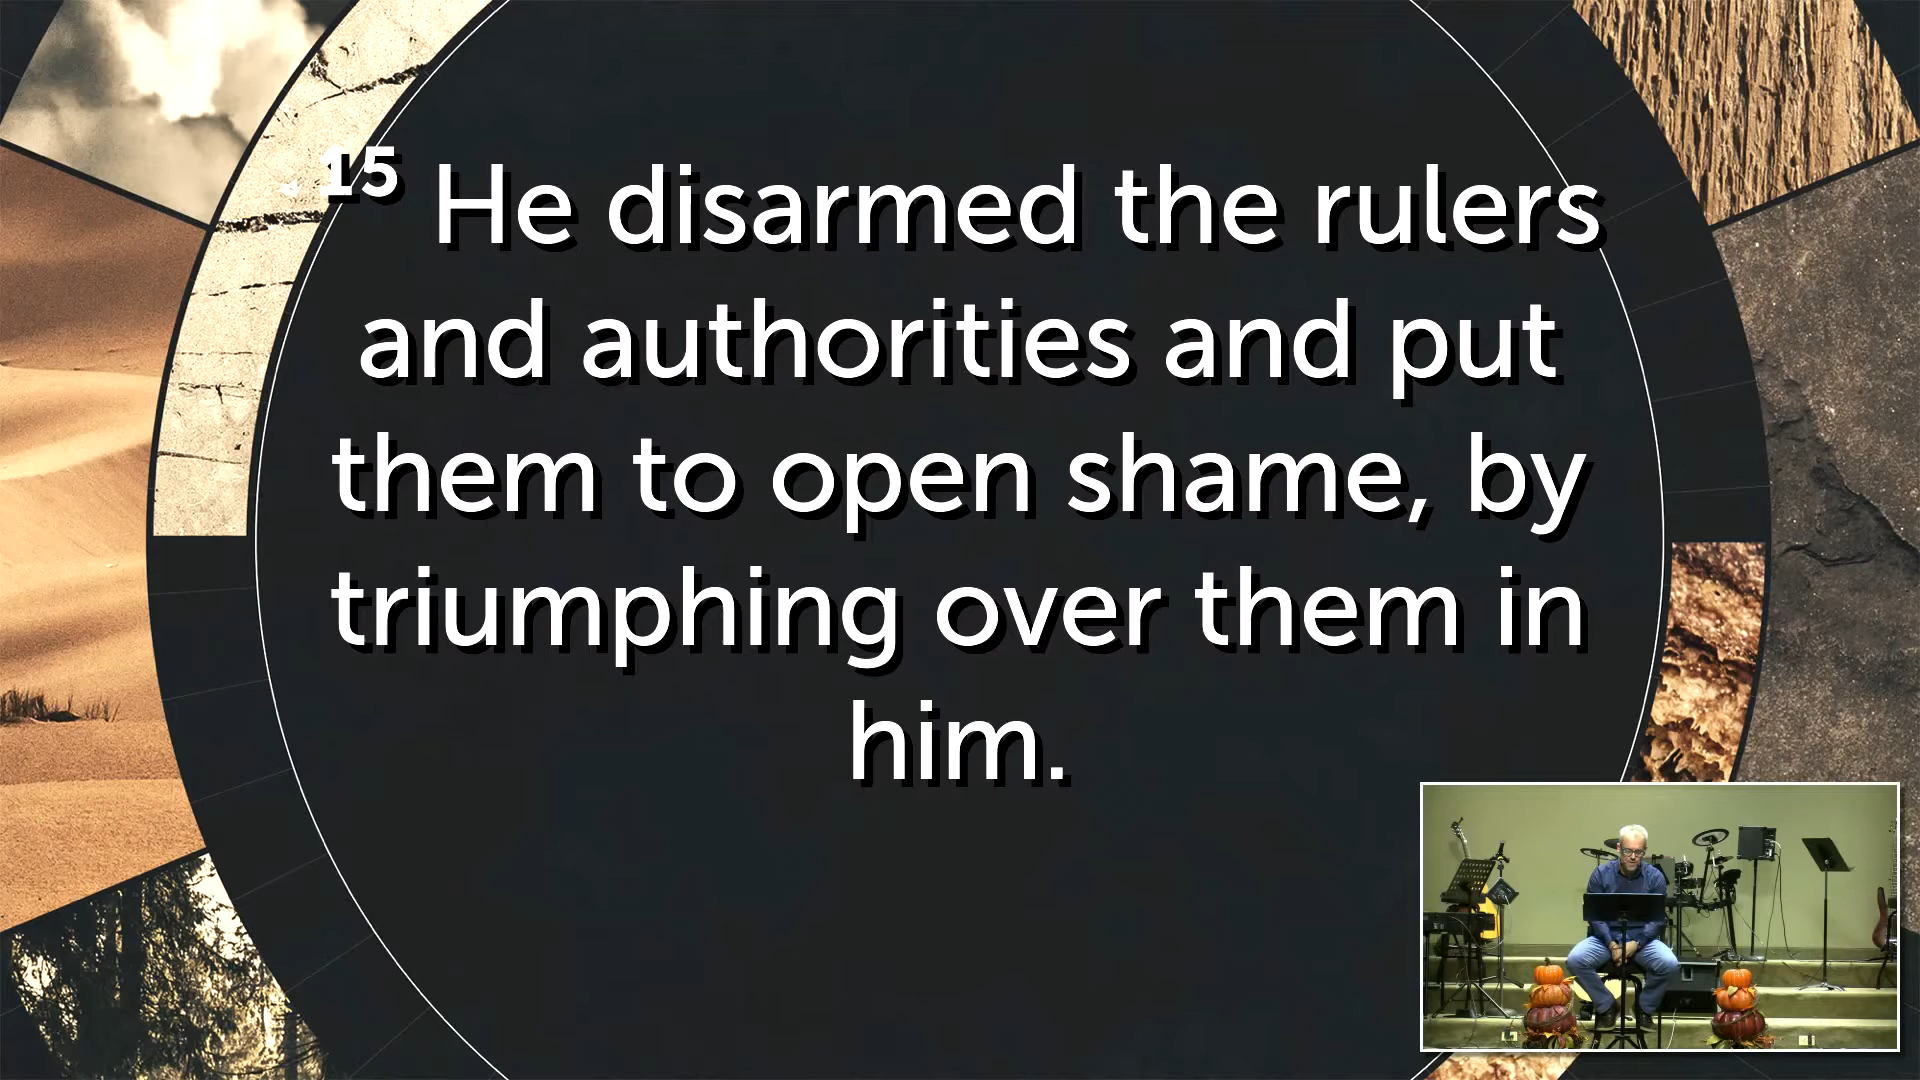 . 15 He disarmed the rulers
and authorities and put
them to open shame, by
triumphing over them in
him.